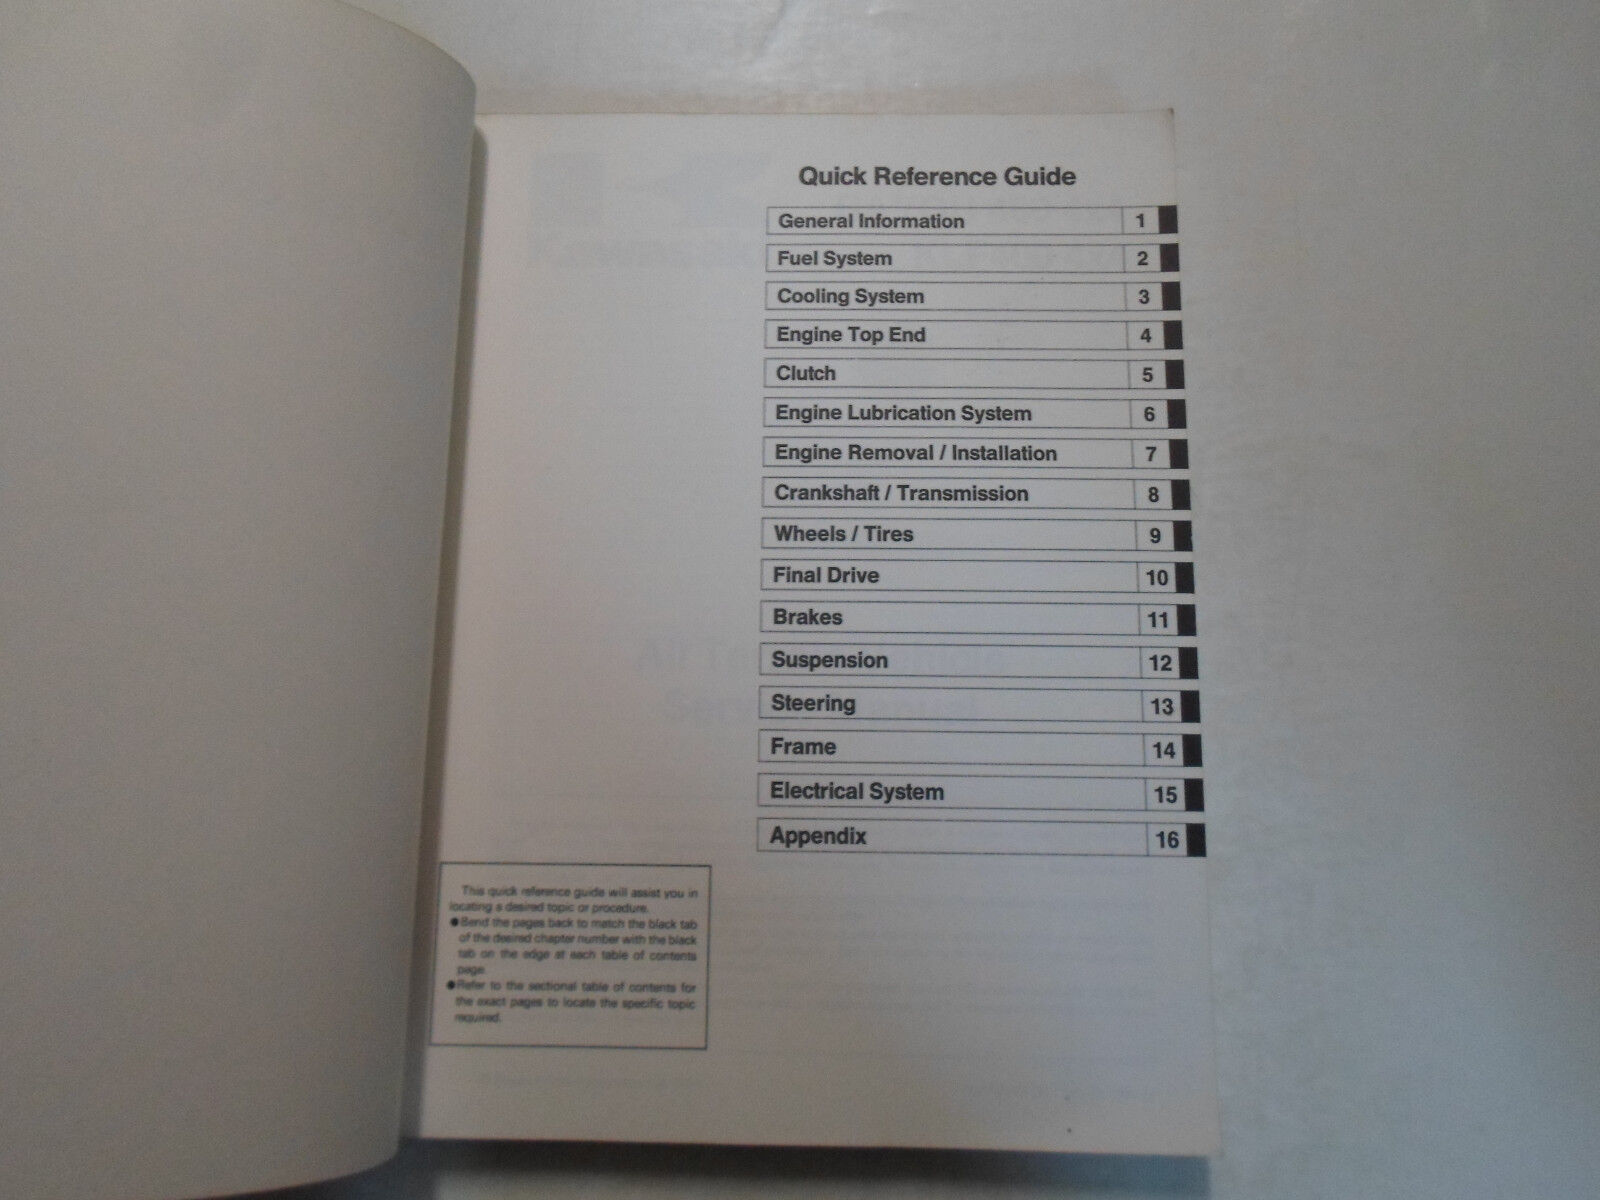 Quick Reference Guide
General Information 1
Fuel System 2
Cooling System 3
Engine Top End 4
Clutch 5
Engine Lubrication System 6
Engine Removal / Installation 7
Crankshaft / Transmission 8
Wheels / Tires 9
Final Drive 10
Brakes 11
Suspension 12
Steering 13
Frame 14
Electrical System 15
Appendix 16
This quick reference guide will assist you in
locating a desired topic or procedure.
●Bend the pages back to match the black tab
of the desired chapter number with the black
tab on the edge at each table of contents
page.
●Refer to the sectional table of contents for
the exact pages to locate the specific topic
required.